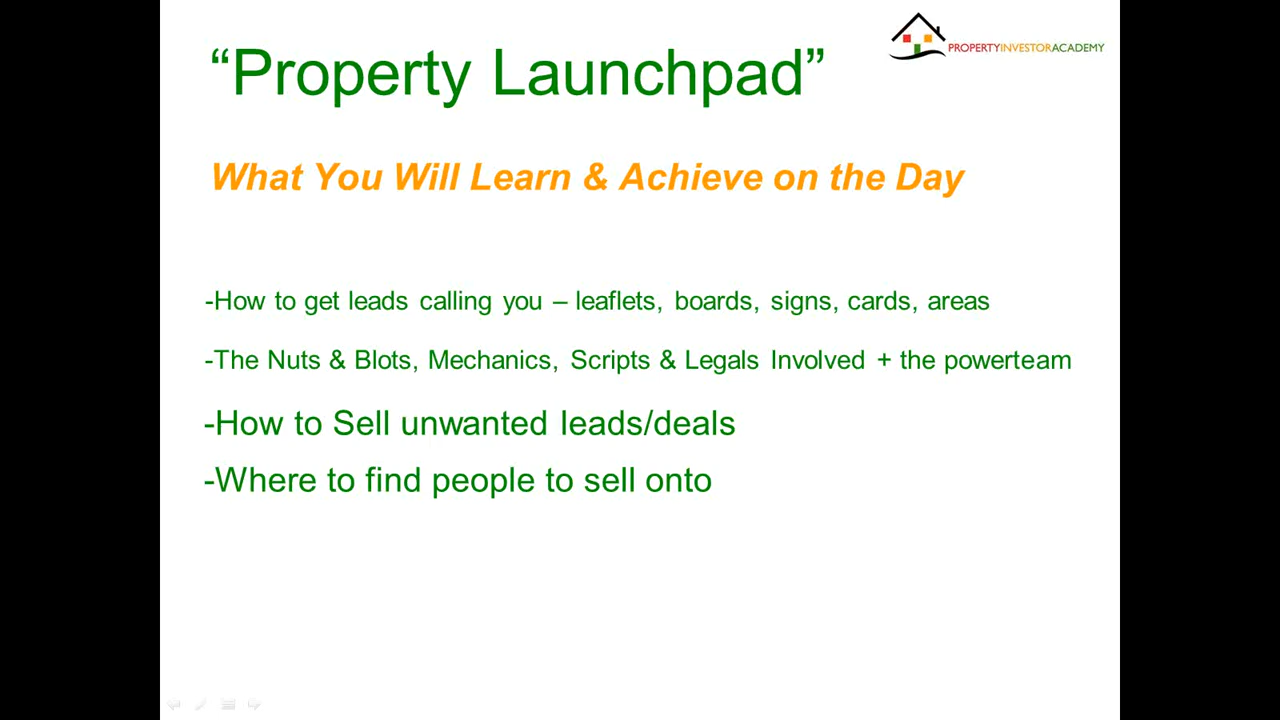 “Property Launchpad”
PROPERTYINVESTORACADEMY
What You Will Learn & Achieve on the Day
-How to get leads calling you – leaflets, boards, signs, cards, areas
-The Nuts & Blots, Mechanics, Scripts & Legals Involved + the powerteam
-How to Sell unwanted leads/deals
-Where to find people to sell onto